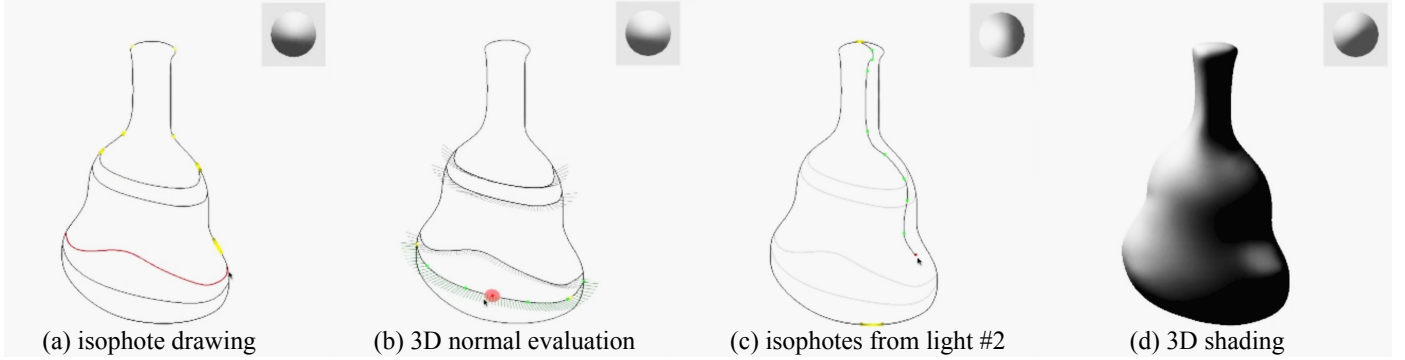 (a) isophote drawing
(b) 3D normal evaluation
(c) isophotes from light #2
(d) 3D shading